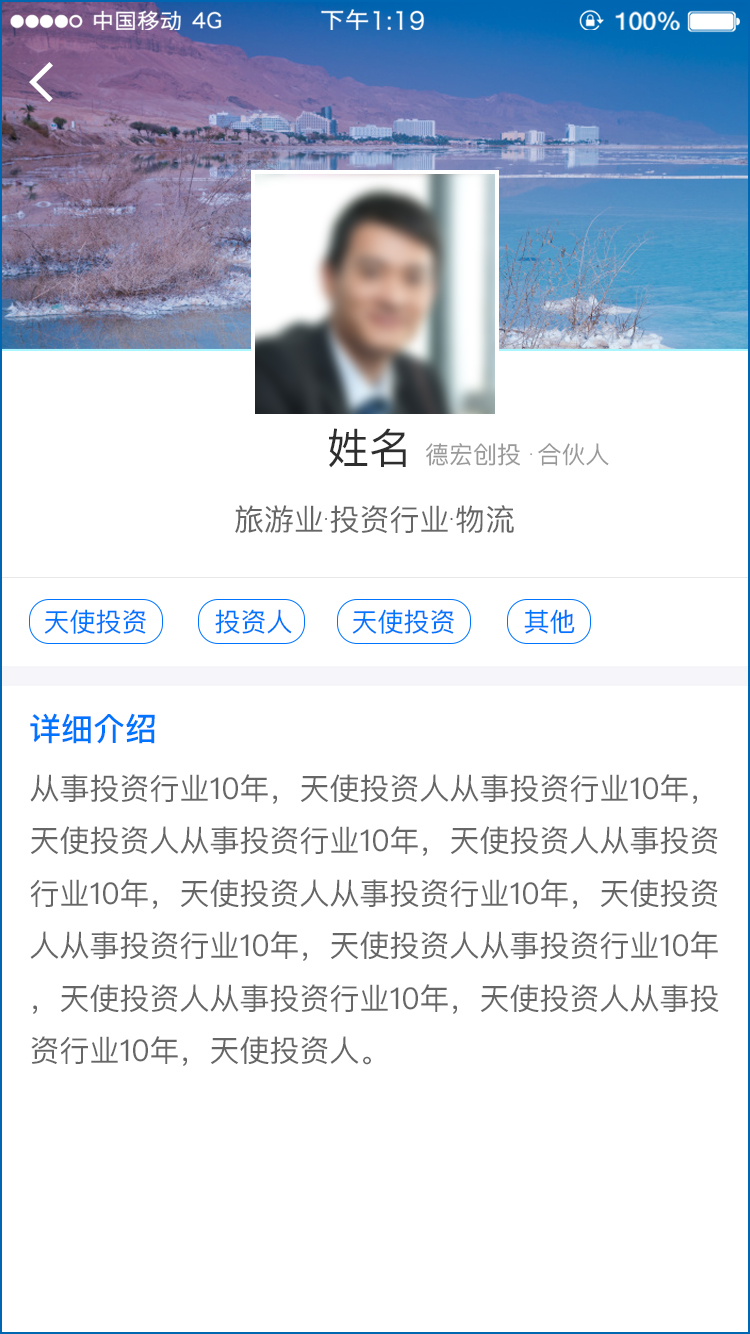 中国移动 4G 下午1:19 100%
姓名 德宏创投 · 合伙人
旅游业·投资行业·物流
天使投资 投资人 天使投资 其他
详细介绍
从事投资行业10年，天使投资人从事投资行业10年，
天使投资人从事投资行业10年，天使投资人从事投资
行业10年，天使投资人从事投资行业10年，天使投资
人从事投资行业10年，天使投资人从事投资行业10年
，天使投资人从事投资行业10年，天使投资人从事投
资行业10年，天使投资人。